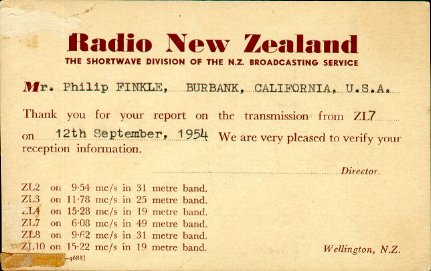 Radio New Zealand
THE SHORTWAVE DIVISION OF THE N.Z. BROADCASTING SERVICE
Mr. Philip FINKLE, BURBANK, CALIFORNIA, U.S.A.
Thank you for your report on the transmission from ZL7
on 12th September, 1954 We are very pleased to verify your
reception information.
Director
ZL2 on 9·54 mc/s in 31 metre band.
ZL3 on 11·78 mc/s in 25 metre band.
ZL4 on 15·28 mc/s in 19 metre band.
ZL7 on 6·08 mc/s in 49 metre band.
ZL8 on 9·62 mc/s in 31 metre band.
ZL10 on 15·22 mc/s in 19 metre band.
Wellington, N.Z.
—4688]